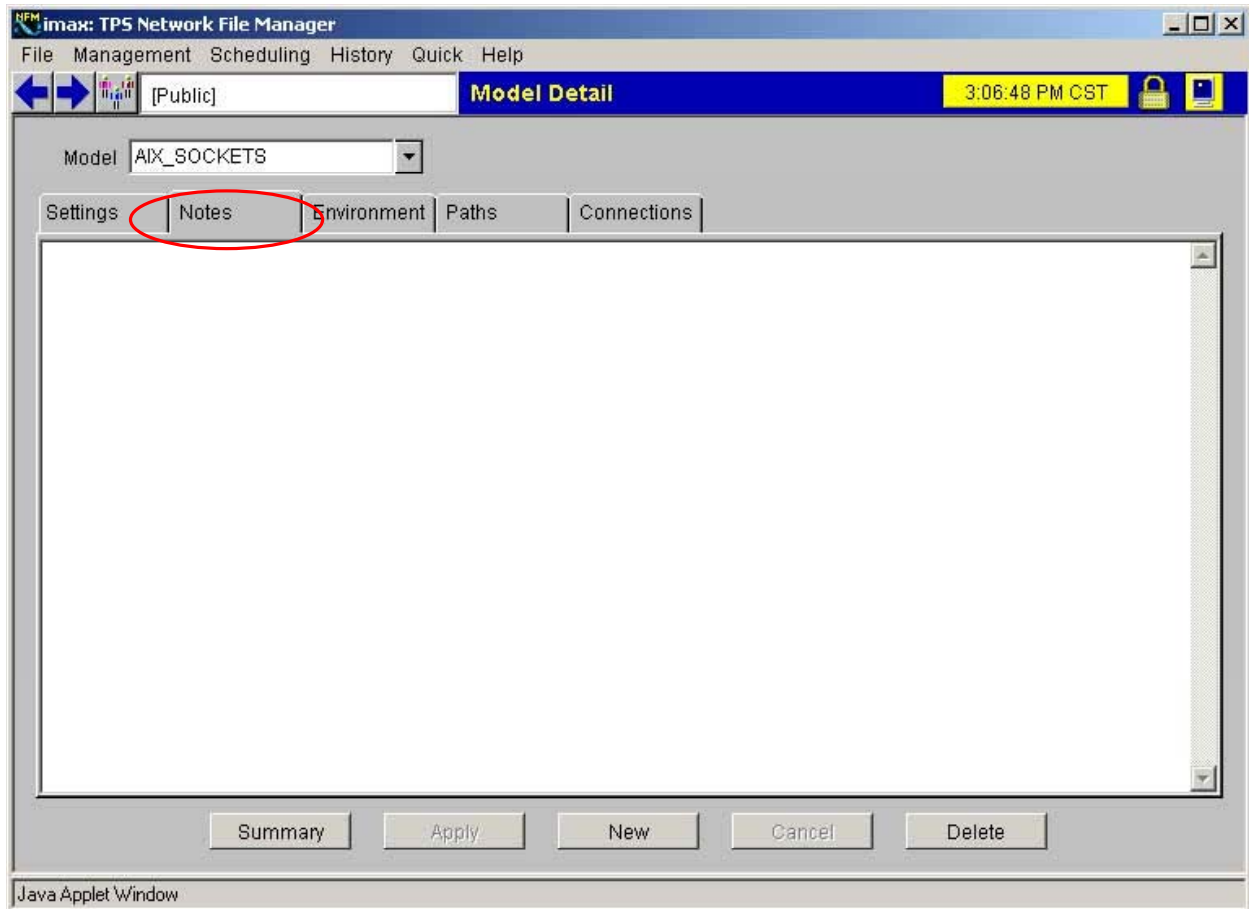 NFM imax: TPS Network File Manager
File Management Scheduling History Quick Help
[Public] Model Detail 3:06:48 PM CST
Model AIX_SOCKETS
Settings Notes Environment Paths Connections
Summary Apply New Cancel Delete
Java Applet Window